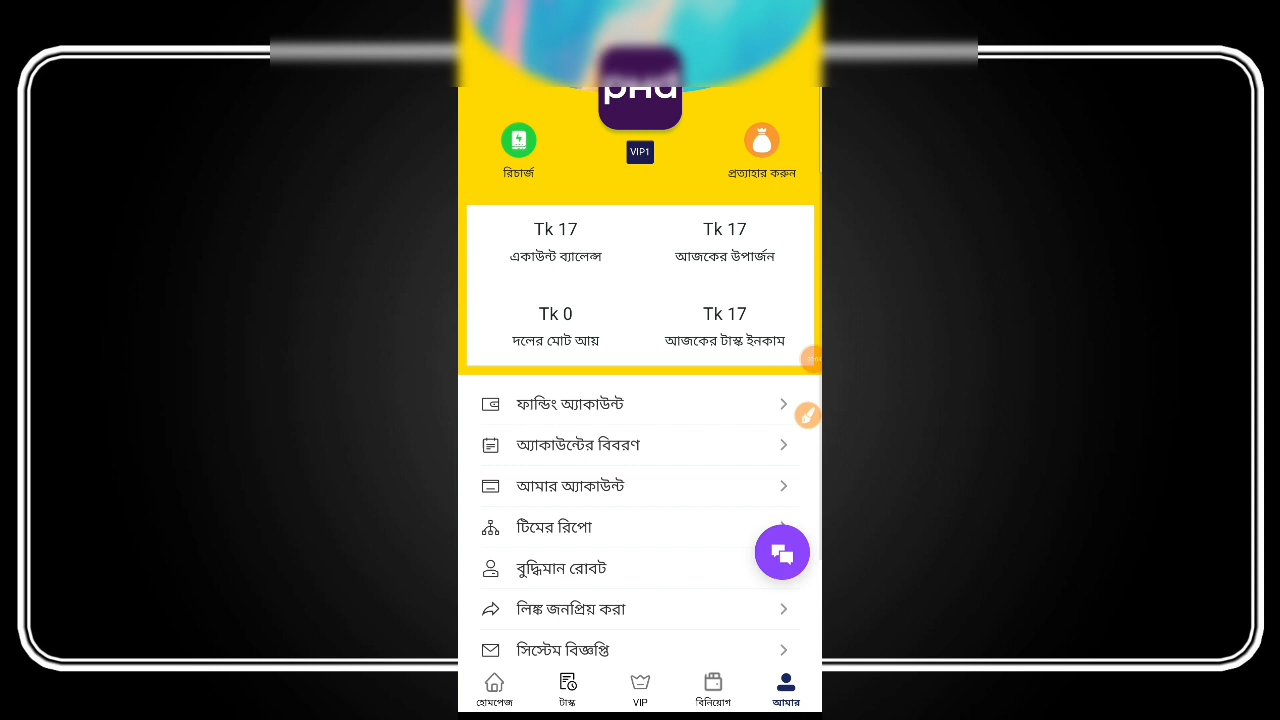 pHd
রিচার্জ
VIP1
প্রত্যাহার করুন
Tk 17
Tk 17
একাউন্ট ব্যালেন্স
আজকের উপার্জন
Tk 0
Tk 17
দলের মোট আয়
আজকের টাস্ক ইনকাম
ফান্ডিং অ্যাকাউন্ট
অ্যাকাউন্টের বিবরণ
আমার অ্যাকাউন্ট
টিমের রিপো
বুদ্ধিমান রোবট
লিঙ্ক জনপ্রিয় করা
সিস্টেম বিজ্ঞপ্তি
হোমপেজ
টাস্ক
VIP
বিনিয়োগ
আমার